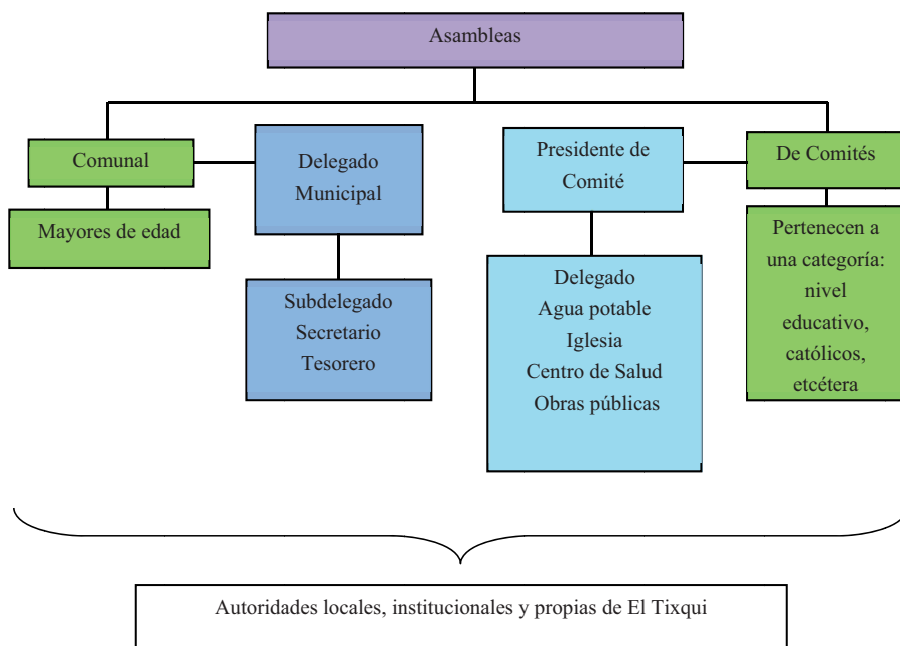 Asambleas
Comunal
Mayores de edad
Delegado
Municipal
Subdelegado
Secretario
Tesorero
Presidente de
Comité
Delegado
Agua potable
Iglesia
Centro de Salud
Obras públicas
De Comités
Pertenecen a
una categoría:
nivel
educativo,
católicos,
etcétera
Autoridades locales, institucionales y propias de El Tixqui